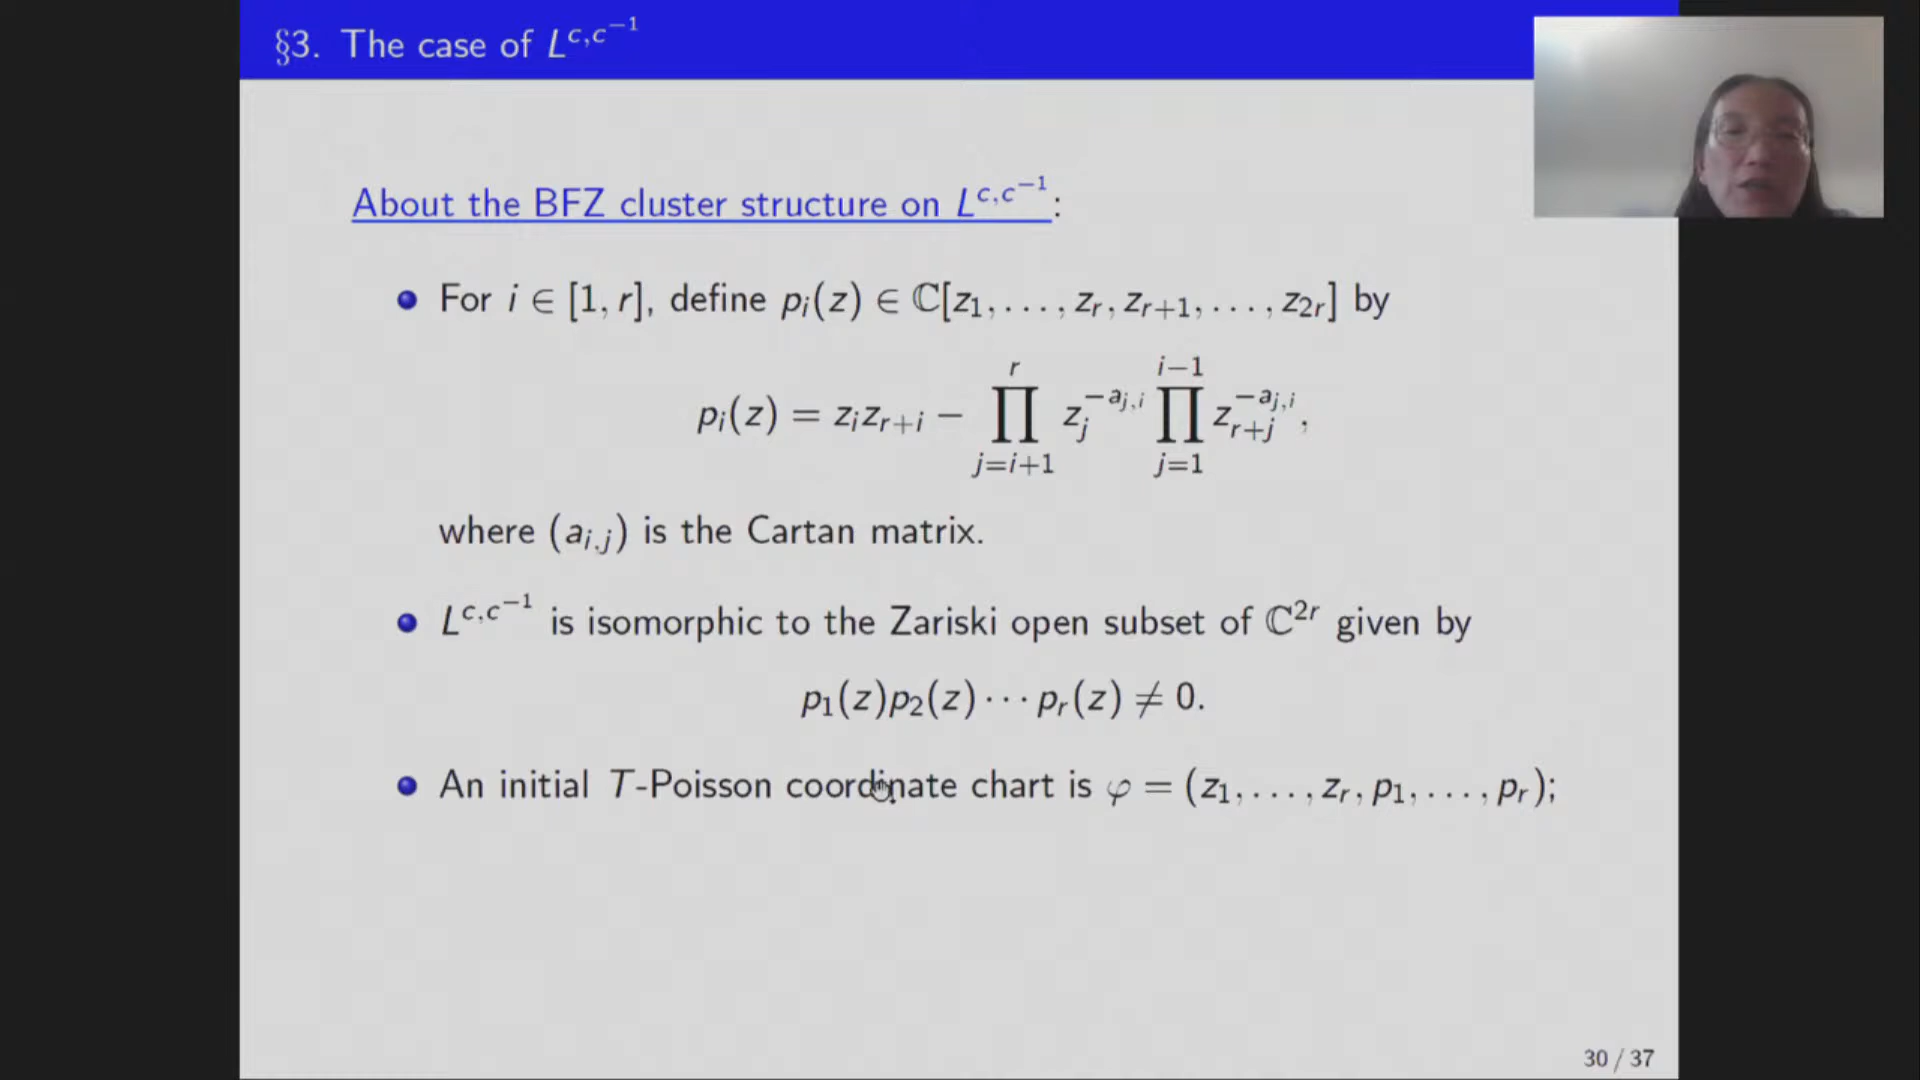 §3. The case of L^{c,c^{-1}}
About the BFZ cluster structure on L^{c,c^{-1}}:
For i ∈ [1, r], define p_i(z) ∈ ℂ[z_1, . . . , z_r, z_{r+1}, . . . , z_{2r}] by
p_i(z) = z_i z_{r+i} − ∏_{j=i+1}^{r} z_j^{−a_{j,i}} ∏_{j=1}^{i−1} z_{r+j}^{−a_{j,i}},
where (a_{i,j}) is the Cartan matrix.
L^{c,c^{-1}} is isomorphic to the Zariski open subset of ℂ^{2r} given by
p_1(z)p_2(z) · · · p_r(z) ≠ 0.
An initial T-Poisson coordinate chart is φ = (z_1, . . . , z_r, p_1, . . . , p_r);
30 / 37